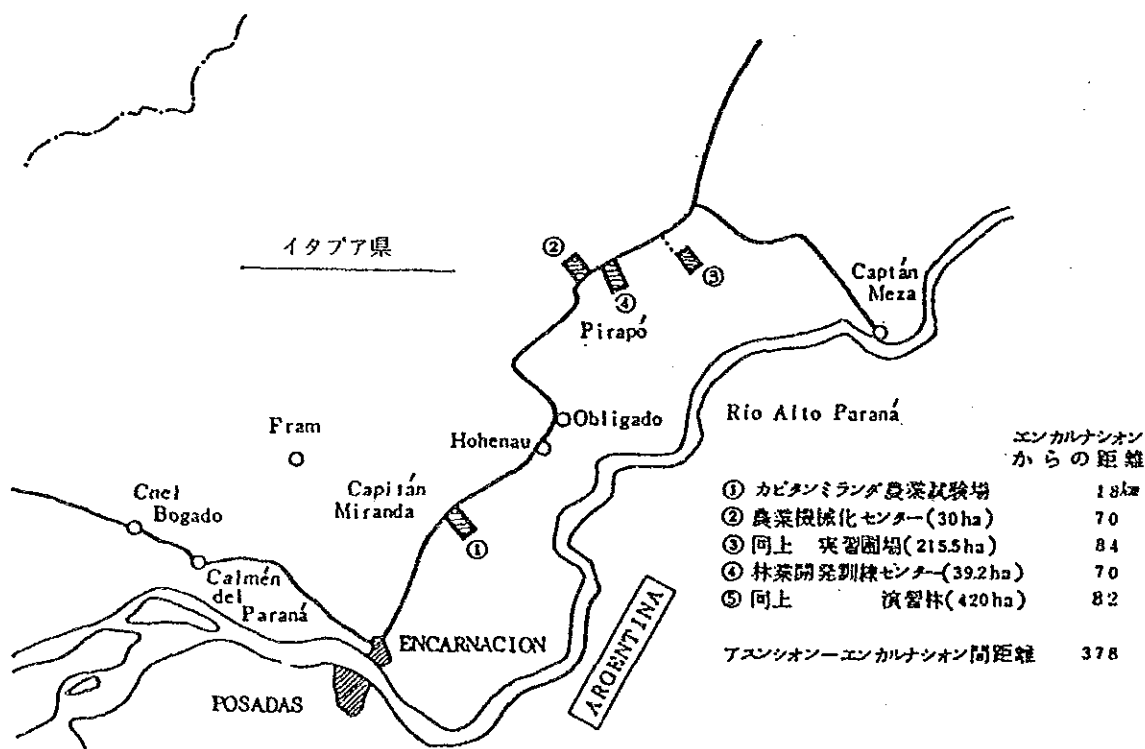 イタプア県
②
④
③
Pirapó
Captán
Meza
Obligado
Hohenau
Río Alto Paraná
Fram
Capitán
Miranda
①
Cnel
Bogado
Calmén
del
Paraná
ENCARNACION
POSADAS
ARGENTINA
エンカルナシオン
からの距離
① カピタンミランダ農業試験場 18km
② 農業機械化センター(30ha) 70
③ 同上 実習圃場(215.5ha) 84
④ 林業開発訓練センター(39.2ha) 70
⑤ 同上 演習林(420ha) 82
アスンシオンーエンカルナシオン間距離 378